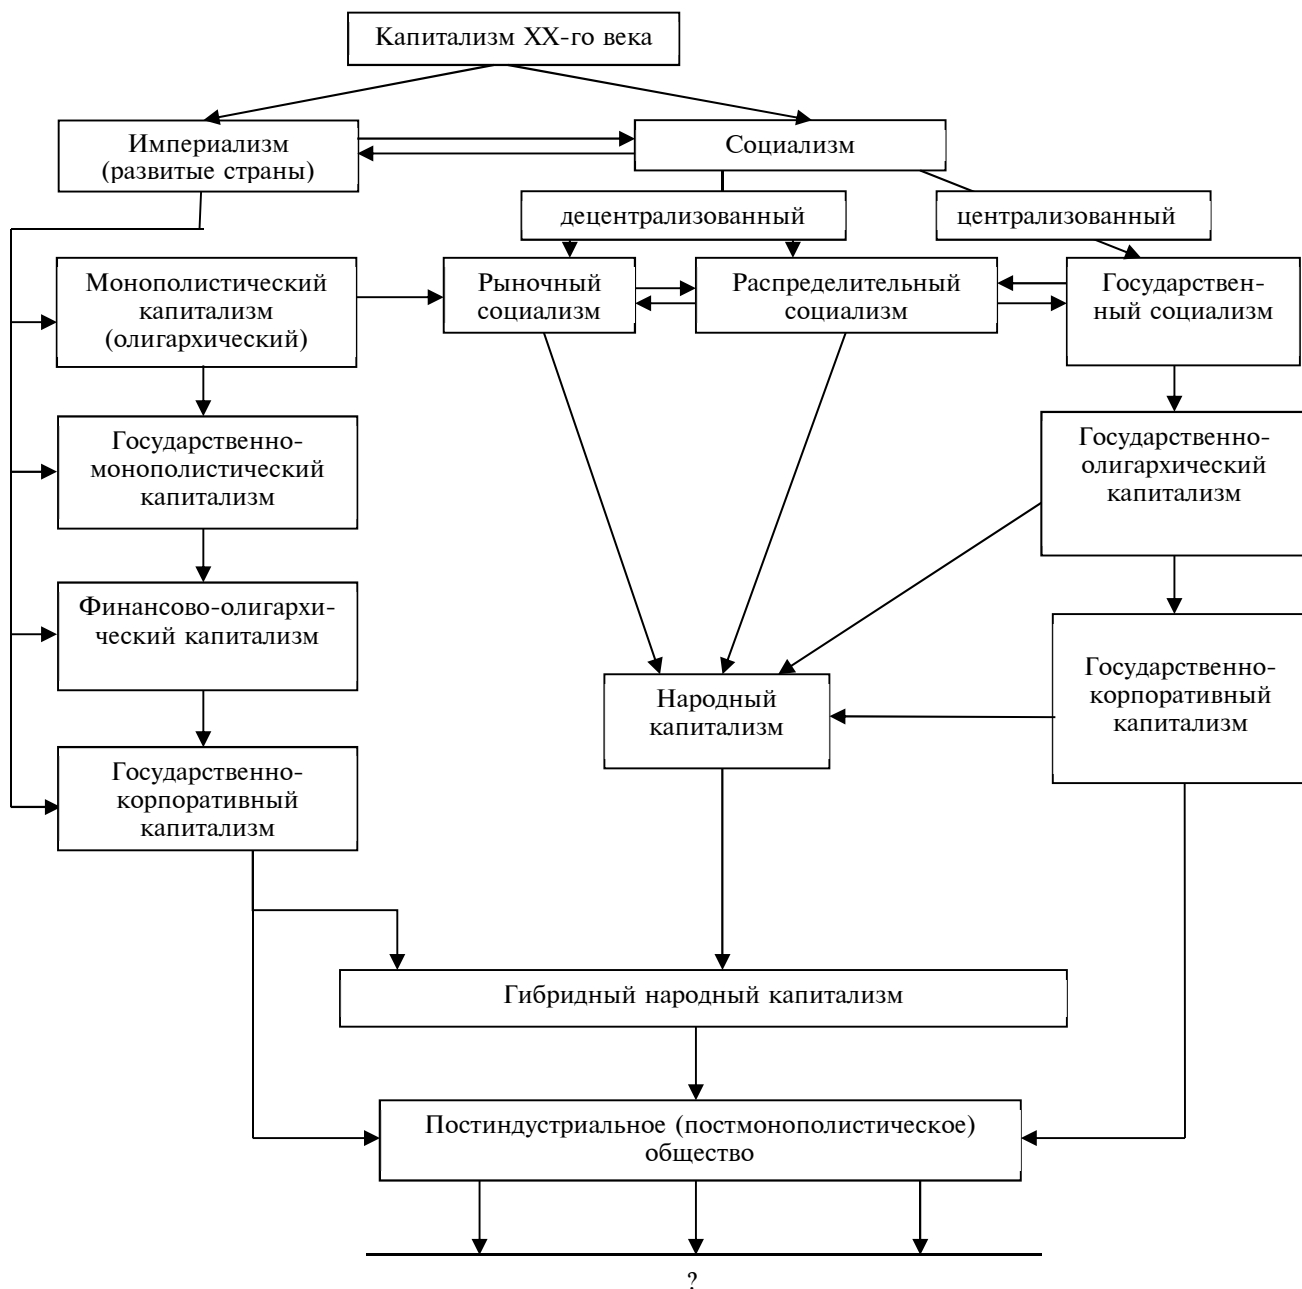 Капитализм XX-го века
Империализм
(развитые страны)
Социализм
децентрализованный
централизованный
Монополистический
капитализм
(олигархический)
Рыночный
социализм
Распределительный
социализм
Государствен-
ный социализм
Государственно-
монополистический
капитализм
Государственно-
олигархический
капитализм
Финансово-олигархи-
ческий капитализм
Народный
капитализм
Государственно-
корпоративный
капитализм
Государственно-
корпоративный
капитализм
Гибридный народный капитализм
Постиндустриальное (постмонополистическое)
общество
?